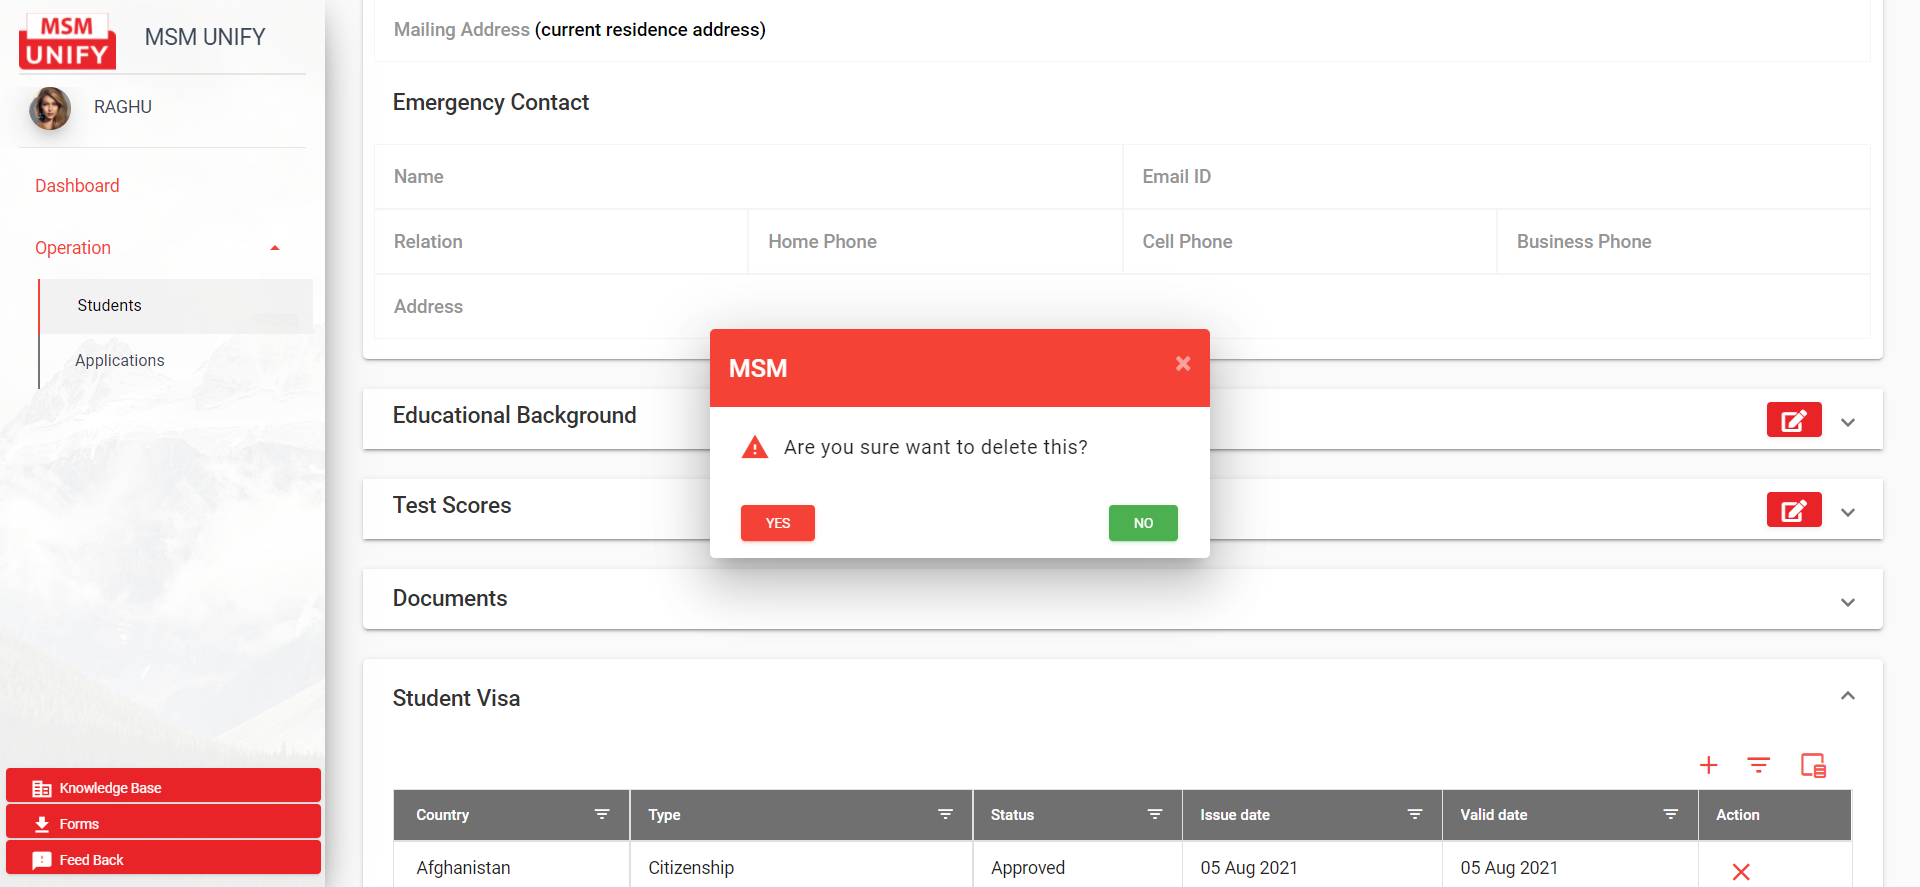 MSM
UNIFY
MSM UNIFY
RAGHU
Dashboard
Operation
Students
Applications
Knowledge Base
Forms
Feed Back
Mailing Address (current residence address)
Emergency Contact
Name
Email ID
Relation
Home Phone
Cell Phone
Business Phone
Address
MSM
×
Are you sure want to delete this?
YES
NO
Educational Background
Test Scores
Documents
Student Visa
Country
Type
Status
Issue date
Valid date
Action
Afghanistan
Citizenship
Approved
05 Aug 2021
05 Aug 2021